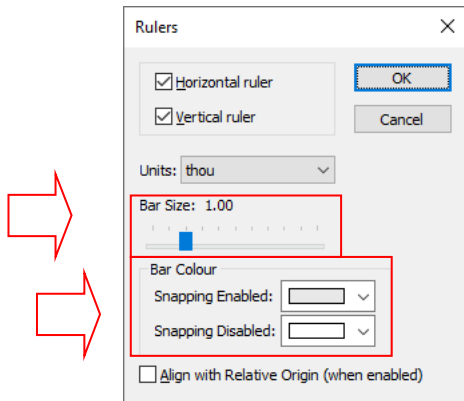 Rulers
Horizontal ruler
OK
Vertical ruler
Cancel
Units: thou
Bar Size: 1.00
Bar Colour
Snapping Enabled:
Snapping Disabled:
Align with Relative Origin (when enabled)